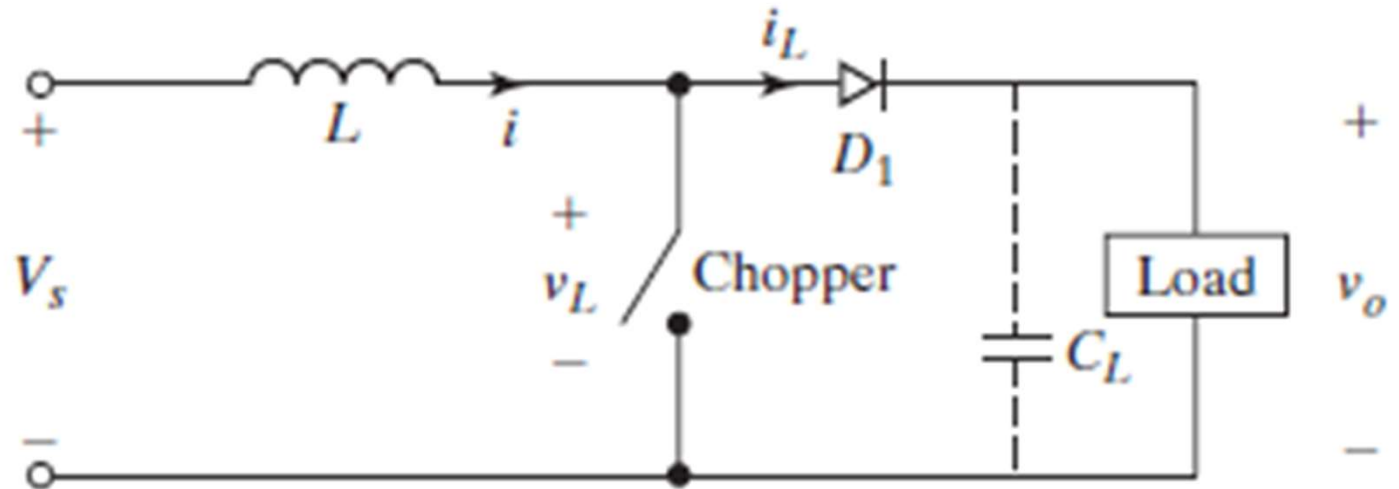 i_L
+
L
i
D_1
+
V_s
+
v_L
−
Chopper
Load
v_o
C_L
−
−